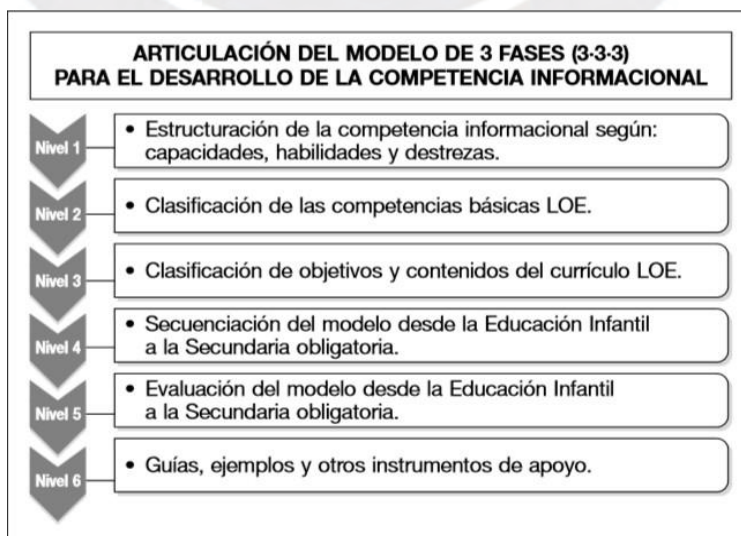 ARTICULACIÓN DEL MODELO DE 3 FASES (3-3-3)
PARA EL DESARROLLO DE LA COMPETENCIA INFORMACIONAL
Nivel 1
• Estructuración de la competencia informacional según:
capacidades, habilidades y destrezas.
Nivel 2
• Clasificación de las competencias básicas LOE.
Nivel 3
• Clasificación de objetivos y contenidos del currículo LOE.
Nivel 4
• Secuenciación del modelo desde la Educación Infantil
a la Secundaria obligatoria.
Nivel 5
• Evaluación del modelo desde la Educación Infantil
a la Secundaria obligatoria.
Nivel 6
• Guías, ejemplos y otros instrumentos de apoyo.